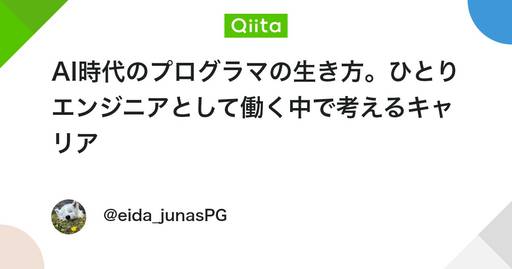 Qiita
AI時代のプログラマの生き方。ひとり
エンジニアとして働く中で考えるキャ
リア
@eida_junasPG